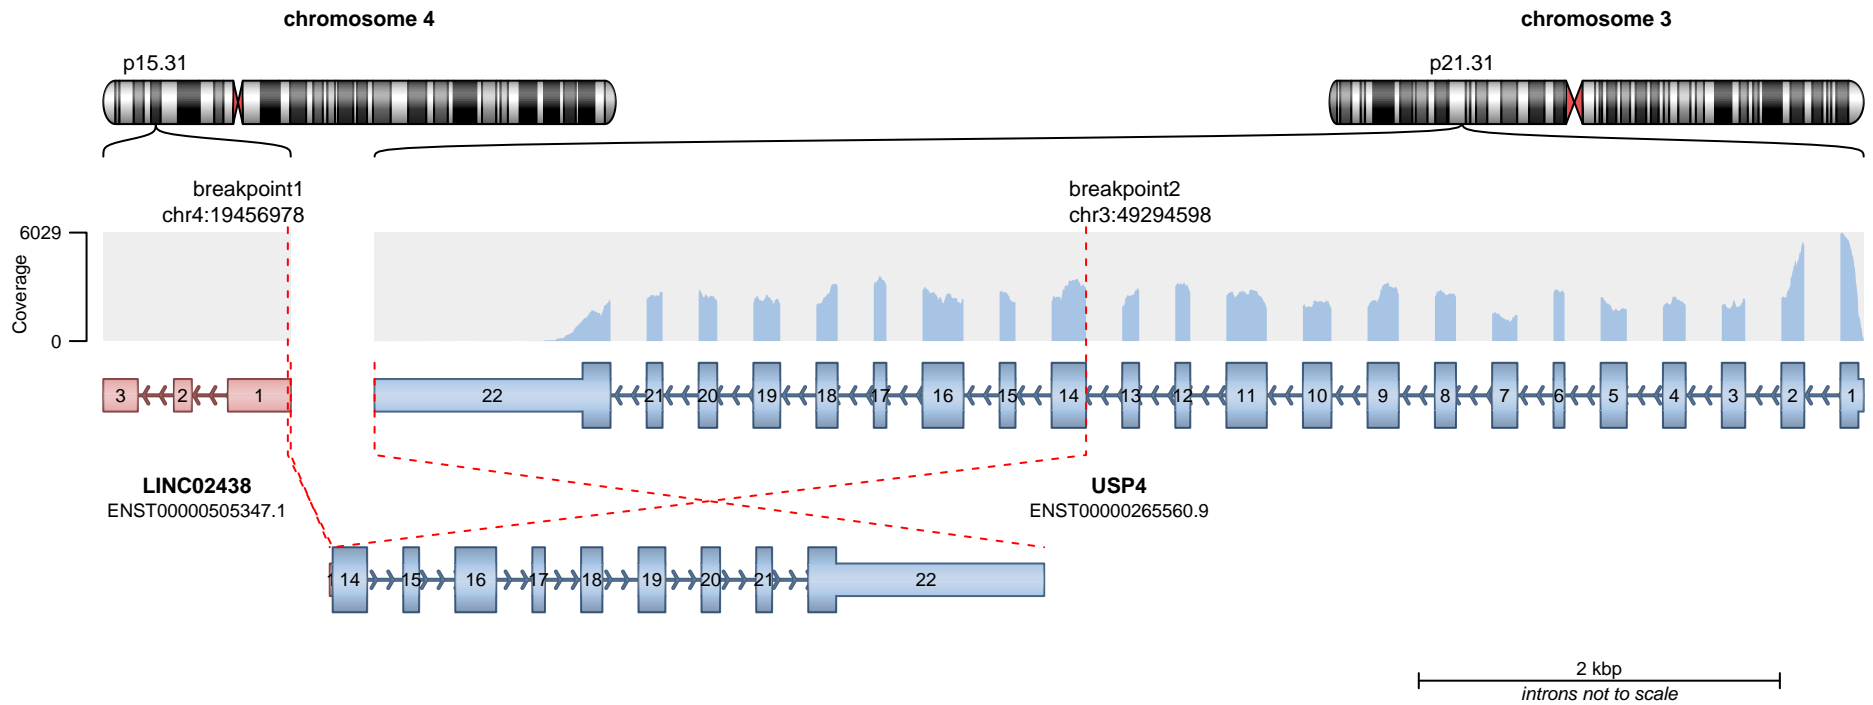 chromosome 4
chromosome 3
p15.31
p21.31
breakpoint1
chr4:19456978
breakpoint2
chr3:49294598
6029
Coverage
0
3 2 1
22 21 20 19 18 17 16 15 14 13 12 11 10 9 8 7 6 5 4 3 2 1
LINC02438
ENST00000505347.1
USP4
ENST00000265560.9
1 14 15 16 17 18 19 20 21 22
2 kbp
introns not to scale